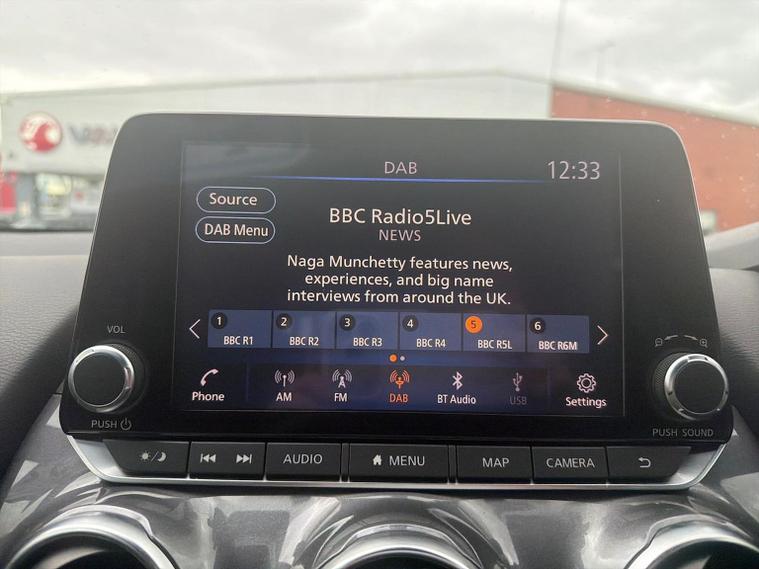 DAB
12:33
Source
DAB Menu
BBC Radio5Live
NEWS
Naga Munchetty features news,
experiences, and big name
interviews from around the UK.
1 2 3 4 5 6
BBC R1 BBC R2 BBC R3 BBC R4 BBC R5L BBC R6M
Phone AM FM DAB BT Audio USB Settings
VOL
PUSH
PUSH SOUND
AUDIO MENU MAP CAMERA